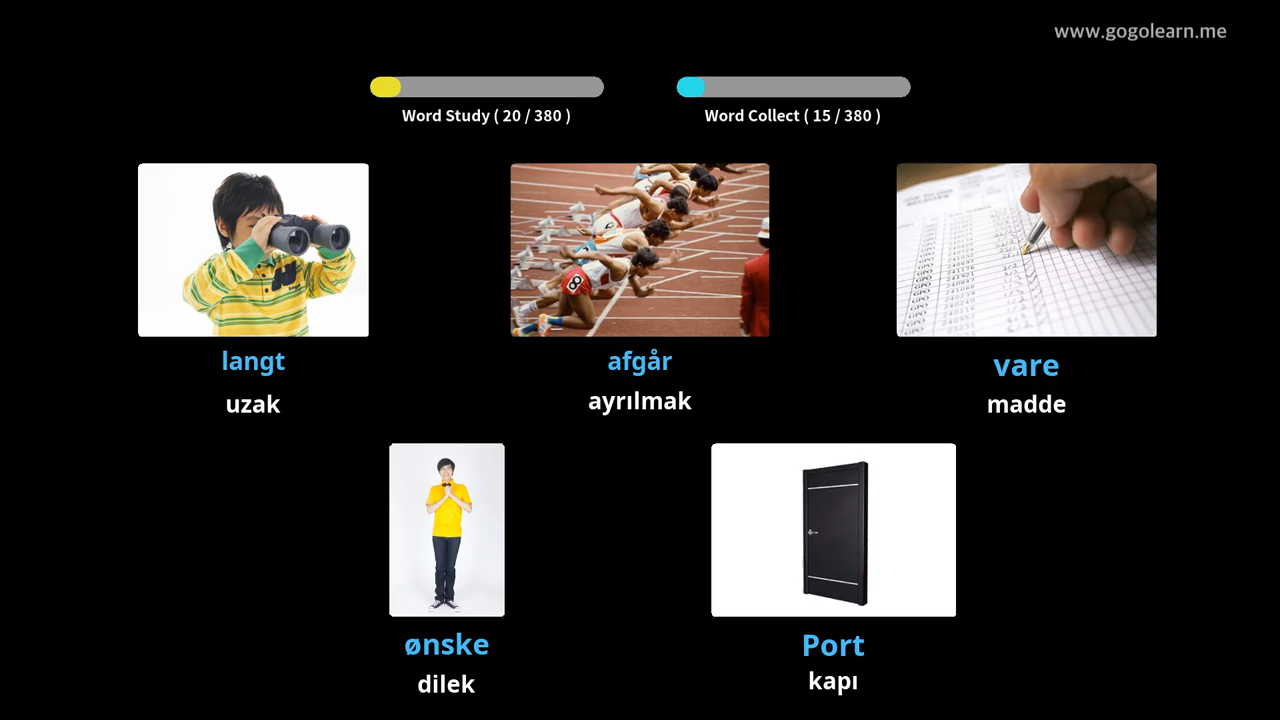 www.gogolearn.me
Word Study ( 20 / 380 )
Word Collect ( 15 / 380 )
langt
uzak
afgår
ayrılmak
vare
madde
ønske
dilek
Port
kapı